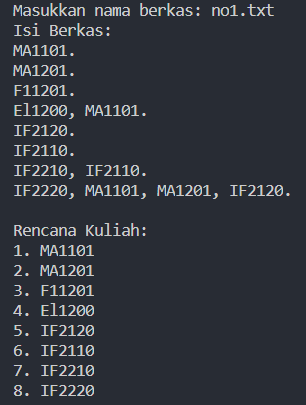 Masukkan nama berkas: no1.txt
Isi Berkas:
MA1101.
MA1201.
F11201.
El1200, MA1101.
IF2120.
IF2110.
IF2210, IF2110.
IF2220, MA1101, MA1201, IF2120.
Rencana Kuliah:
1. MA1101
2. MA1201
3. F11201
4. El1200
5. IF2120
6. IF2110
7. IF2210
8. IF2220